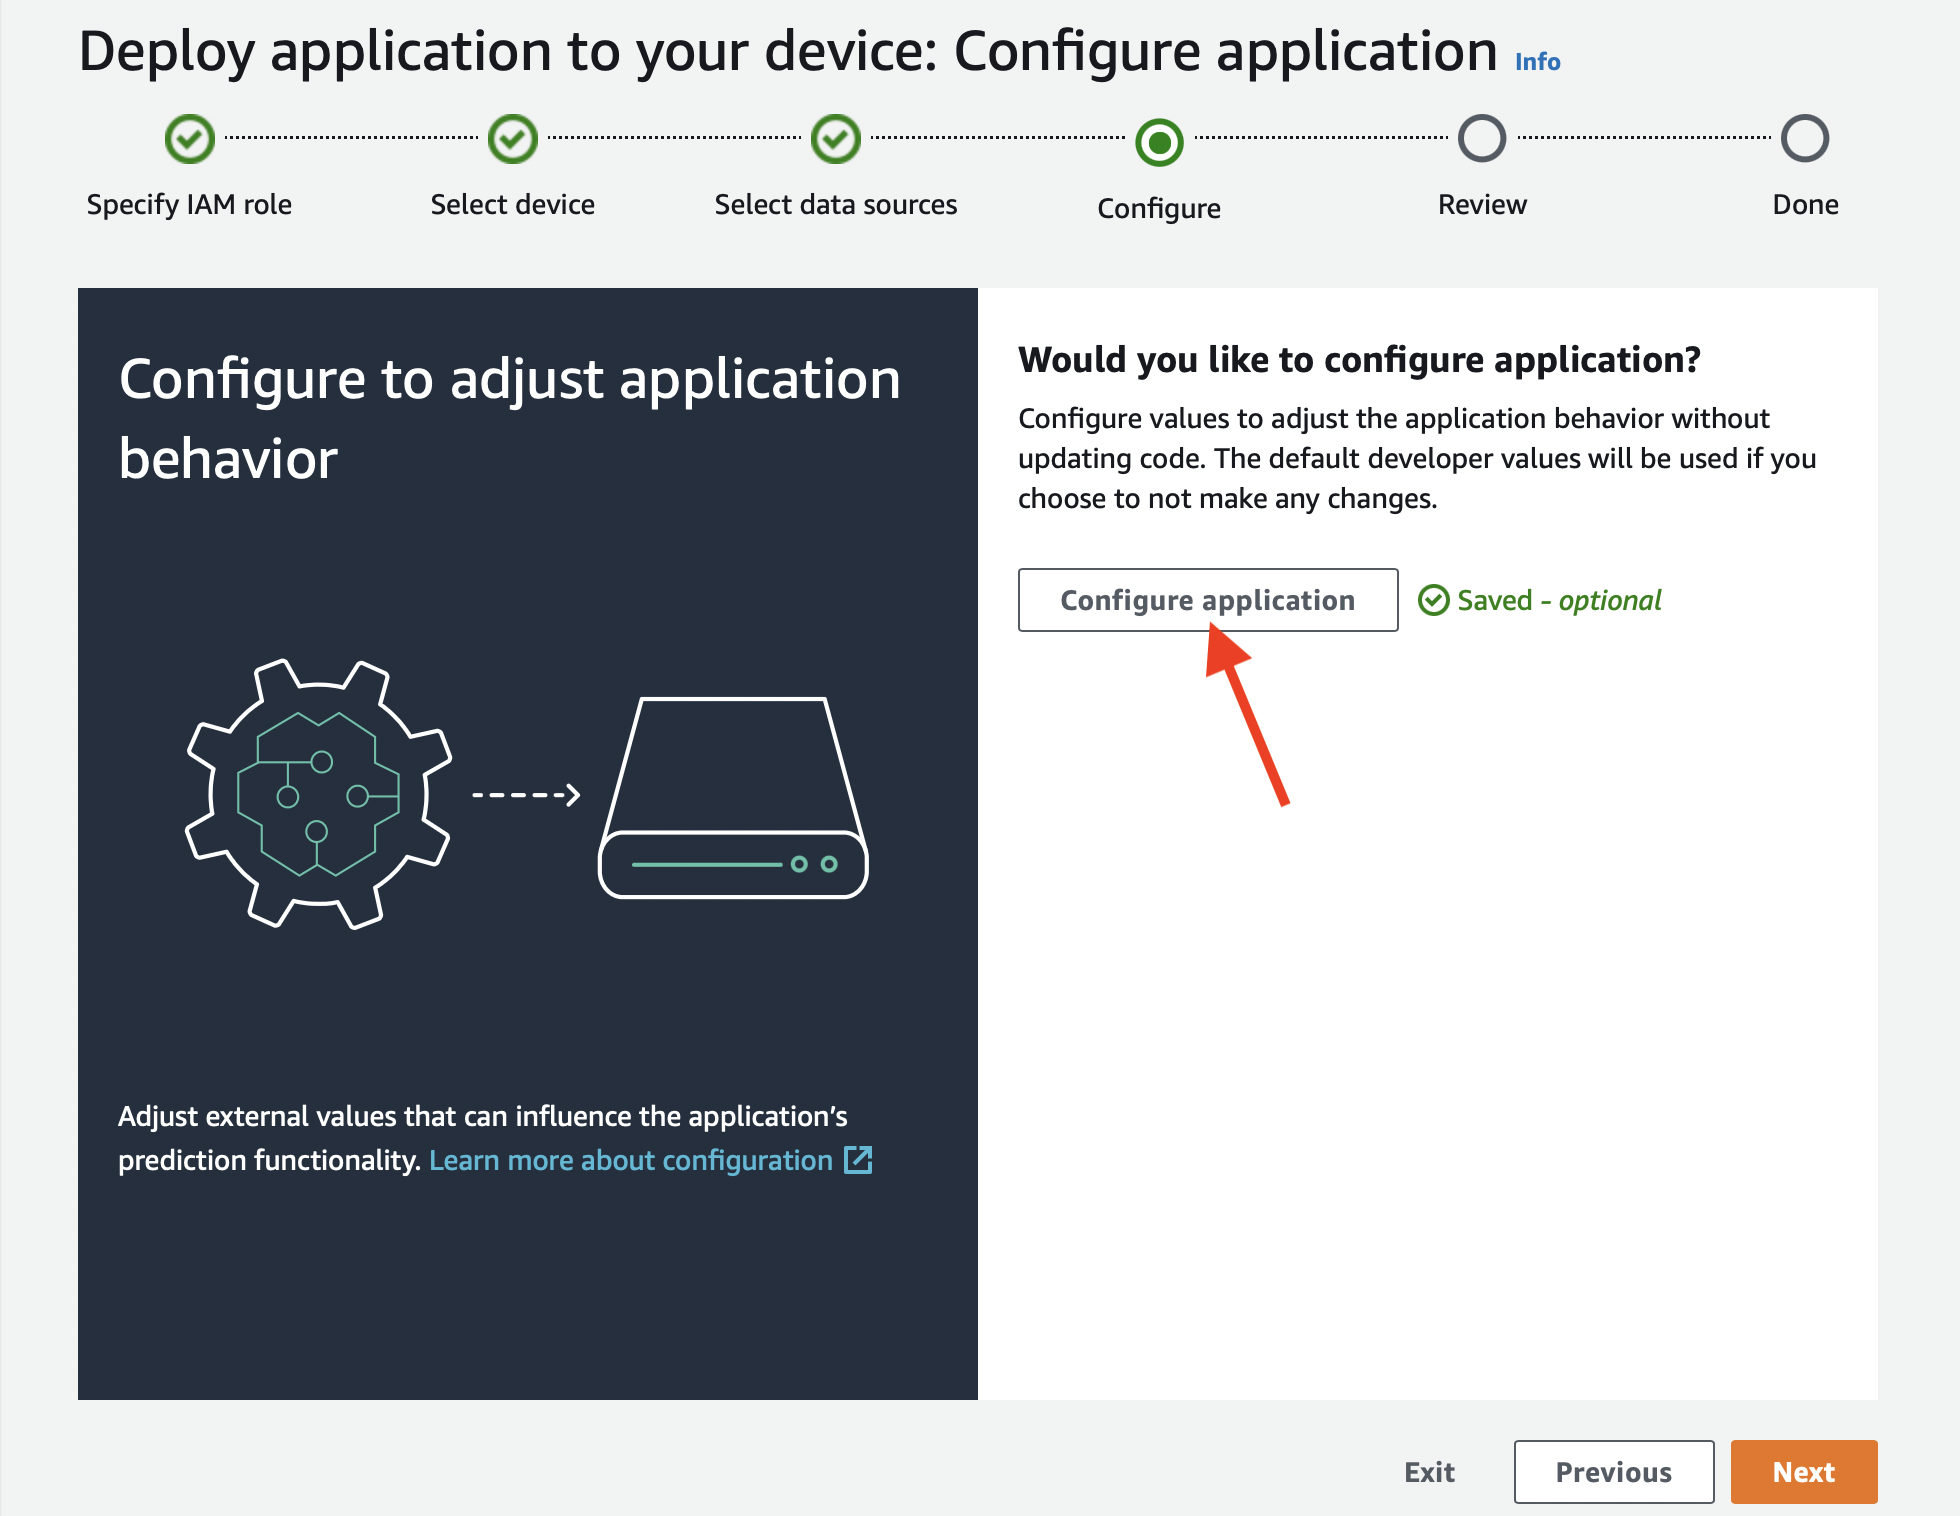 Deploy application to your device: Configure application Info
Specify IAM role
Select device
Select data sources
Configure
Review
Done
Configure to adjust application
behavior
Adjust external values that can influence the application's
prediction functionality. Learn more about configuration
Would you like to configure application?
Configure values to adjust the application behavior without
updating code. The default developer values will be used if you
choose to not make any changes.
Configure application
Saved - optional
Exit
Previous
Next